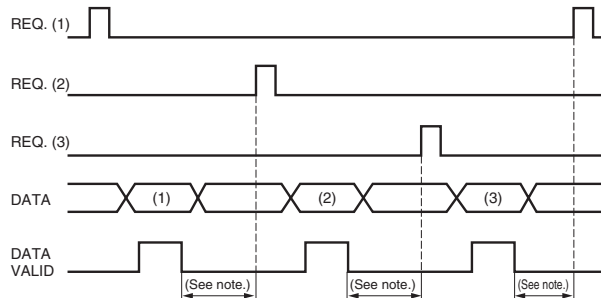 REQ. (1)
REQ. (2)
REQ. (3)
DATA (1) (2) (3)
DATA
VALID
(See note.) (See note.) (See note.)